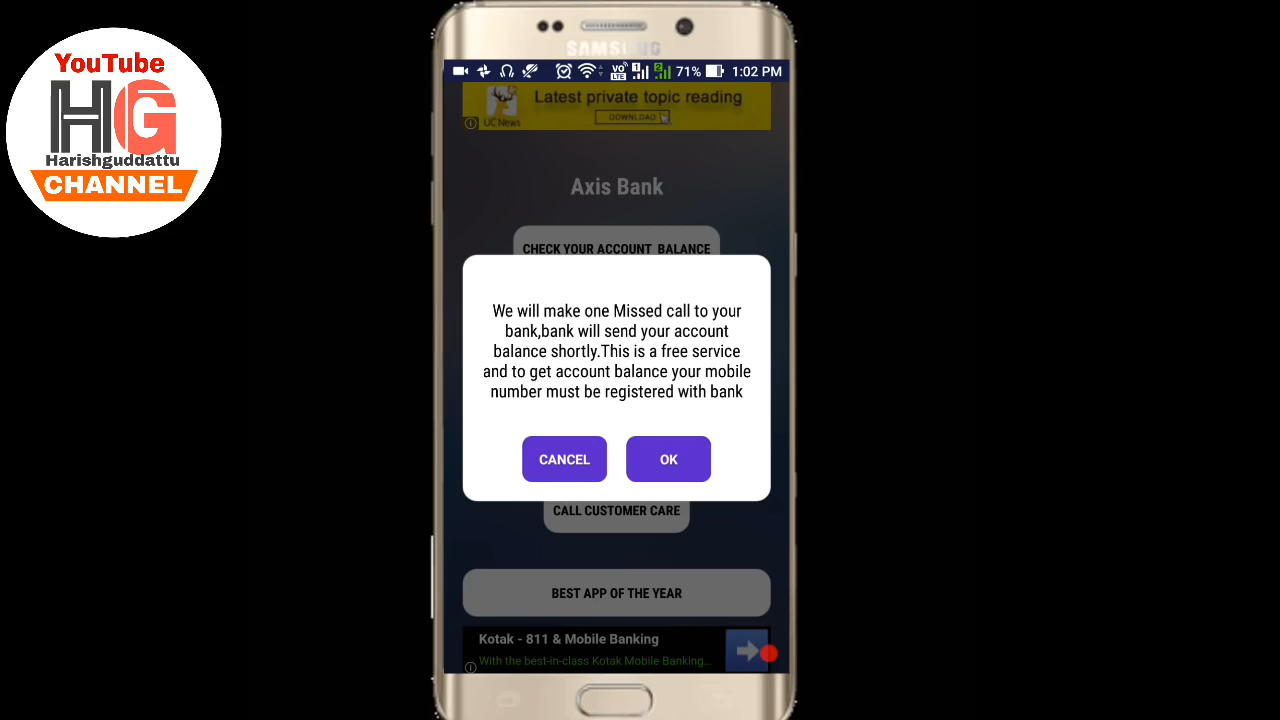 YouTube
HG
Harishguddattu
CHANNEL
SAMSUNG
VO LTE 1 2 71% 1:02 PM
Latest private topic reading
DOWNLOAD
UC News
Axis Bank
CHECK YOUR ACCOUNT BALANCE
We will make one Missed call to your
bank,bank will send your account
balance shortly.This is a free service
and to get account balance your mobile
number must be registered with bank
CANCEL OK
CALL CUSTOMER CARE
BEST APP OF THE YEAR
Kotak - 811 & Mobile Banking
With the best-in-class Kotak Mobile Banking...